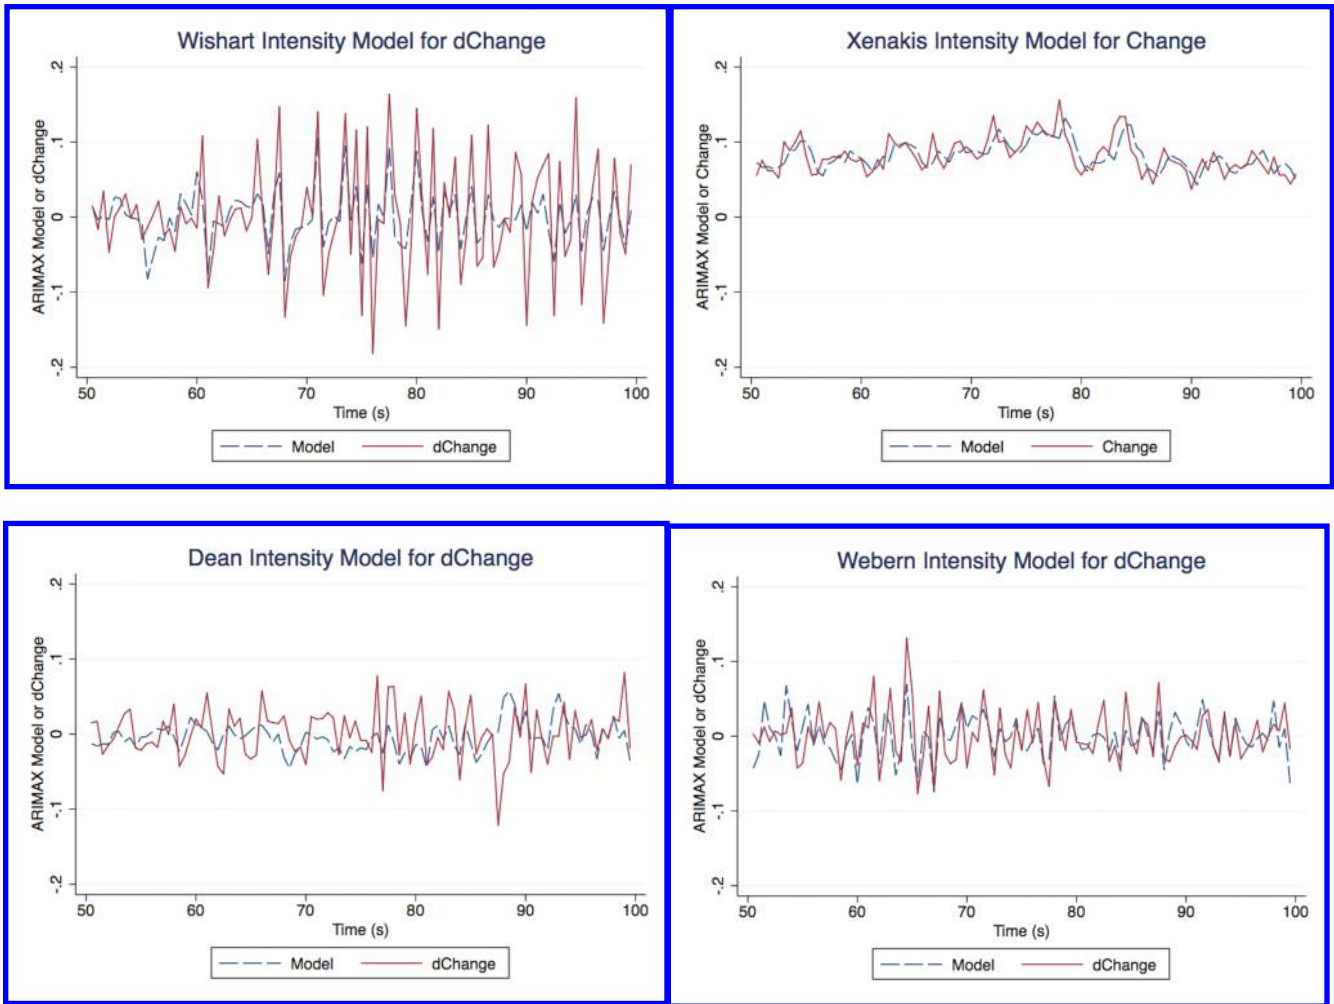 Wishart Intensity Model for dChange
ARIMAX Model or dChange
.2
.1
0
-.1
-.2
50 60 70 80 90 100
Time (s)
Model dChange
Xenakis Intensity Model for Change
ARIMAX Model or Change
.2
.1
0
-.1
-.2
50 60 70 80 90 100
Time (s)
Model Change
Dean Intensity Model for dChange
ARIMAX Model or dChange
.2
.1
0
-.1
-.2
50 60 70 80 90 100
Time (s)
Model dChange
Webern Intensity Model for dChange
ARIMAX Model or dChange
.2
.1
0
-.1
-.2
50 60 70 80 90 100
Time (s)
Model dChange